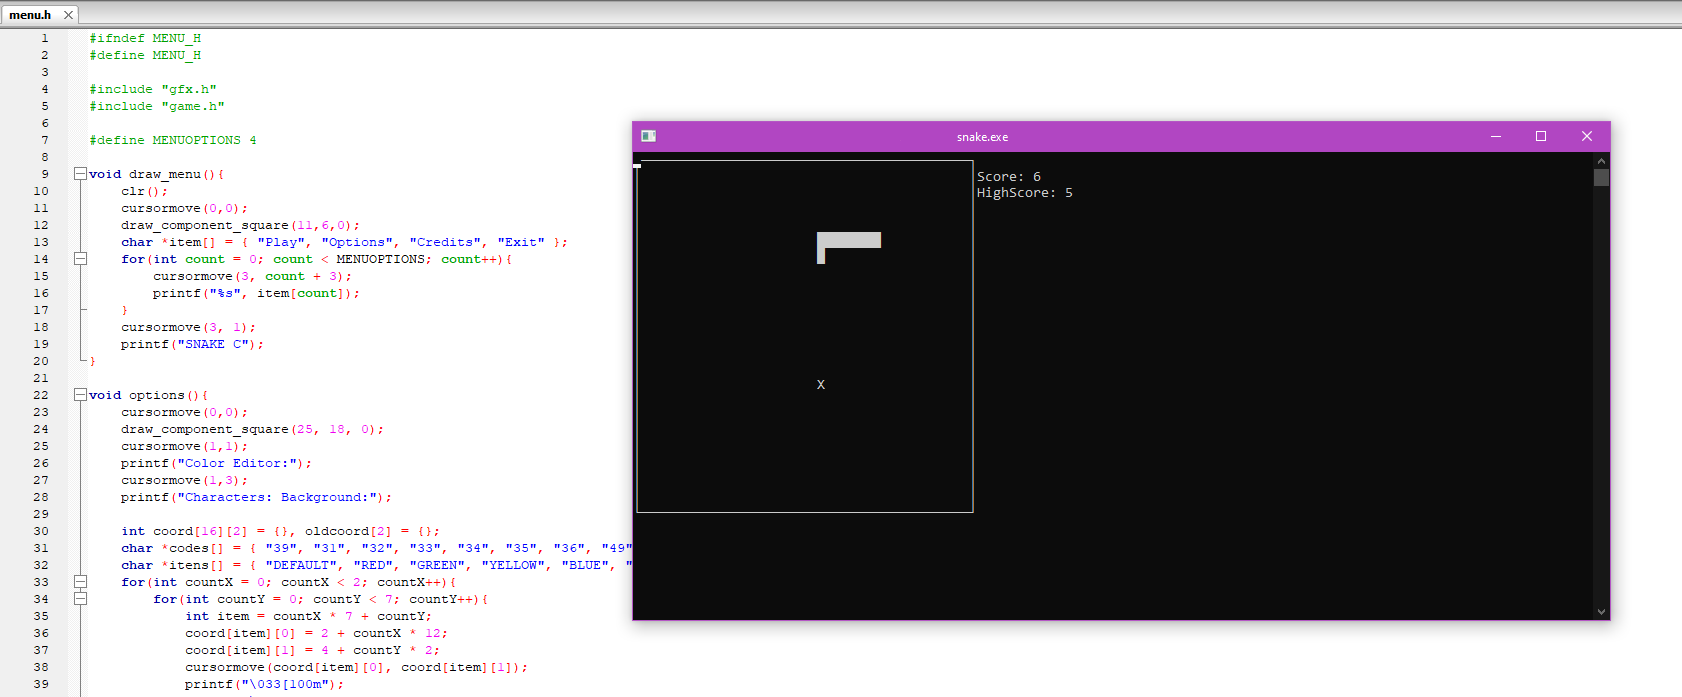 menu.h
1 #ifndef MENU_H
2 #define MENU_H
3
4 #include "gfx.h"
5 #include "game.h"
6
7 #define MENUOPTIONS 4
8
9 void draw_menu(){
10 clr();
11 cursormove(0,0);
12 draw_component_square(11,6,0);
13 char *item[] = { "Play", "Options", "Credits", "Exit" };
14 for(int count = 0; count < MENUOPTIONS; count++){
15 cursormove(3, count + 3);
16 printf("%s", item[count]);
17 }
18 cursormove(3, 1);
19 printf("SNAKE C");
20 }
21
22 void options(){
23 cursormove(0,0);
24 draw_component_square(25, 18, 0);
25 cursormove(1,1);
26 printf("Color Editor:");
27 cursormove(1,3);
28 printf("Characters: Background:");
29
30 int coord[16][2] = {}, oldcoord[2] = {};
31 char *codes[] = { "39", "31", "32", "33", "34", "35", "36", "49"
32 char *itens[] = { "DEFAULT", "RED", "GREEN", "YELLOW", "BLUE", "
33 for(int countX = 0; countX < 2; countX++){
34 for(int countY = 0; countY < 7; countY++){
35 int item = countX * 7 + countY;
36 coord[item][0] = 2 + countX * 12;
37 coord[item][1] = 4 + countY * 2;
38 cursormove(coord[item][0], coord[item][1]);
39 printf("\033[100m");
snake.exe
Score: 6
HighScore: 5
X